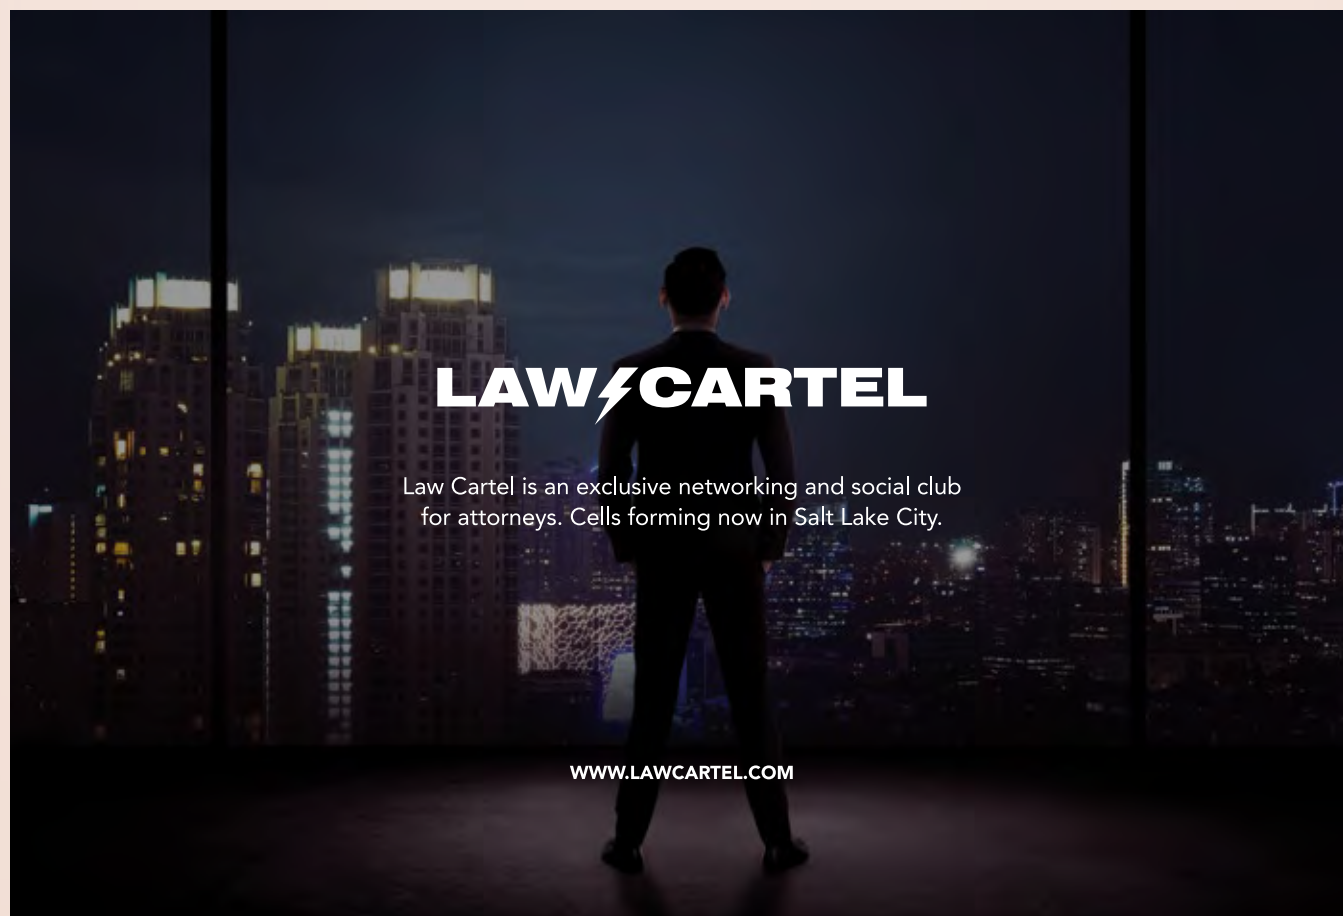 LAW CARTEL
Law Cartel is an exclusive networking and social club
for attorneys. Cells forming now in Salt Lake City.
WWW.LAWCARTEL.COM